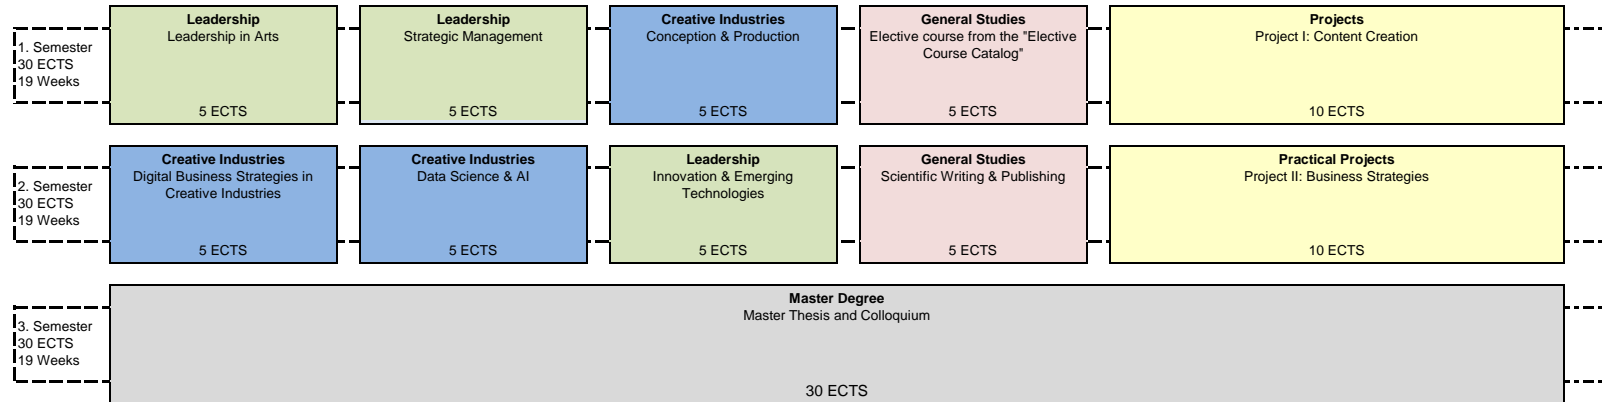 1. Semester
30 ECTS
19 Weeks
Leadership
Leadership in Arts
5 ECTS
Leadership
Strategic Management
5 ECTS
Creative Industries
Conception & Production
5 ECTS
General Studies
Elective course from the "Elective
Course Catalog"
5 ECTS
Projects
Project I: Content Creation
10 ECTS
2. Semester
30 ECTS
19 Weeks
Creative Industries
Digital Business Strategies in
Creative Industries
5 ECTS
Creative Industries
Data Science & AI
5 ECTS
Leadership
Innovation & Emerging
Technologies
5 ECTS
General Studies
Scientific Writing & Publishing
5 ECTS
Practical Projects
Project II: Business Strategies
10 ECTS
3. Semester
30 ECTS
19 Weeks
Master Degree
Master Thesis and Colloquium
30 ECTS